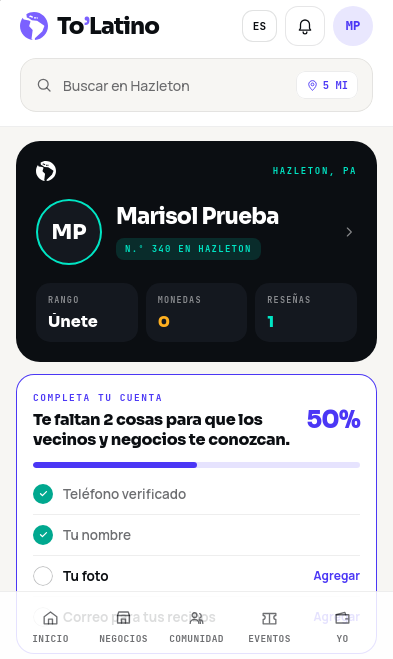 To'Latino
ES
MP
Buscar en Hazleton
5 MI
HAZLETON, PA
MP
Marisol Prueba
N.° 340 EN HAZLETON
RANGO
MONEDAS
RESEÑAS
Únete
0
1
COMPLETA TU CUENTA
Te faltan 2 cosas para que los
vecinos y negocios te conozcan.
50%
Teléfono verificado
Tu nombre
Tu foto
Agregar
Correo para tus recibos
Agregar
INICIO
NEGOCIOS
COMUNIDAD
EVENTOS
YO